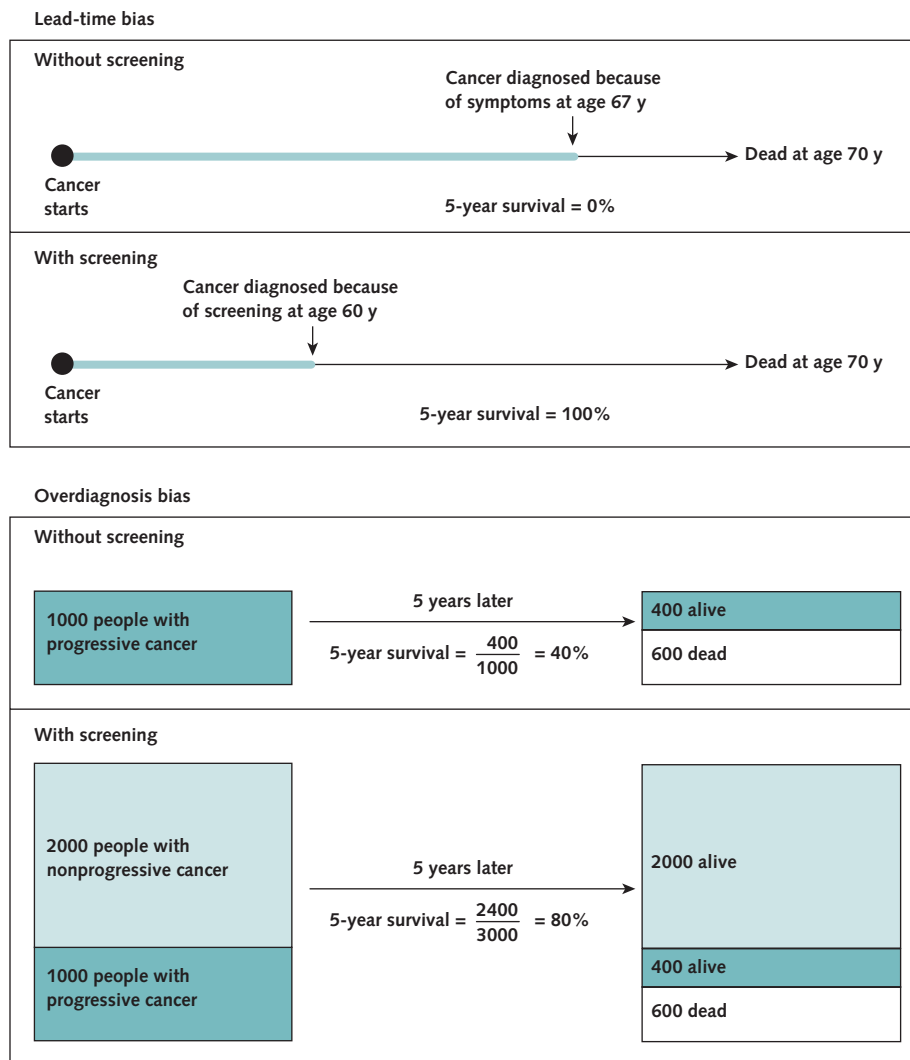 Lead-time bias
Without screening
Cancer diagnosed because
of symptoms at age 67 y
Dead at age 70 y
Cancer
starts
5-year survival = 0%
With screening
Cancer diagnosed because
of screening at age 60 y
Dead at age 70 y
Cancer
starts
5-year survival = 100%
Overdiagnosis bias
Without screening
1000 people with
progressive cancer
5 years later
5-year survival = 400/1000 = 40%
400 alive
600 dead
With screening
2000 people with
nonprogressive cancer
1000 people with
progressive cancer
5 years later
5-year survival = 2400/3000 = 80%
2000 alive
400 alive
600 dead